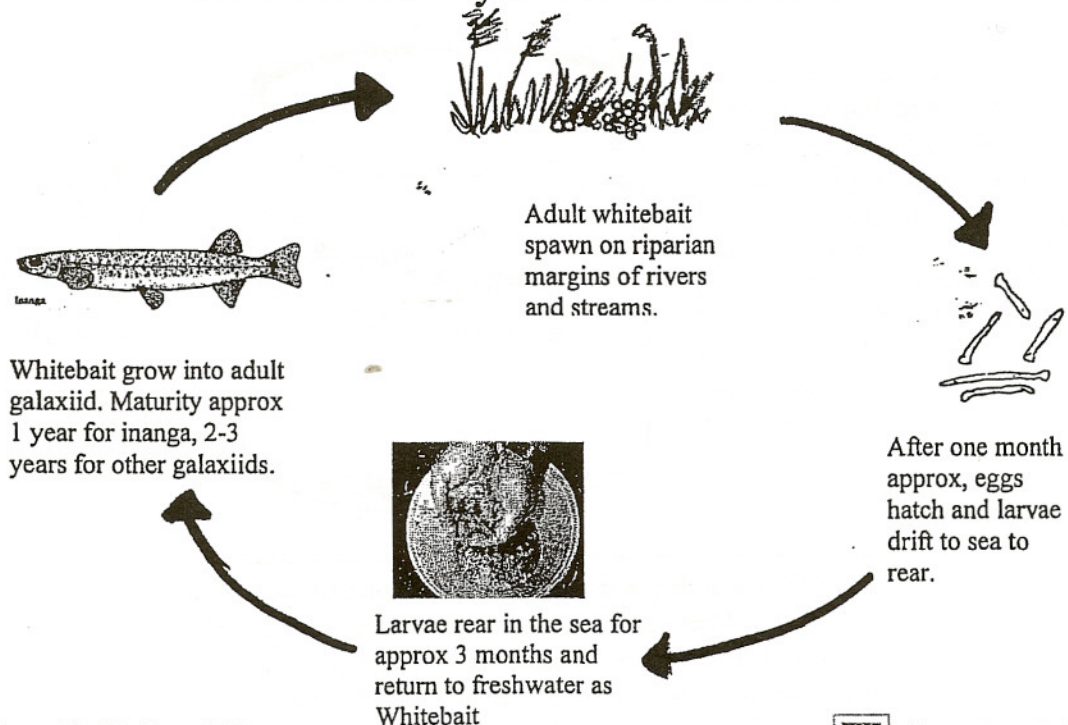 Adult whitebait
spawn on riparian
margins of rivers
and streams.
After one month
approx, eggs
hatch and larvae
drift to sea to
rear.
Larvae rear in the sea for
approx 3 months and
return to freshwater as
Whitebait
Inanga
Whitebait grow into adult
galaxiid. Maturity approx
1 year for inanga, 2-3
years for other galaxiids.